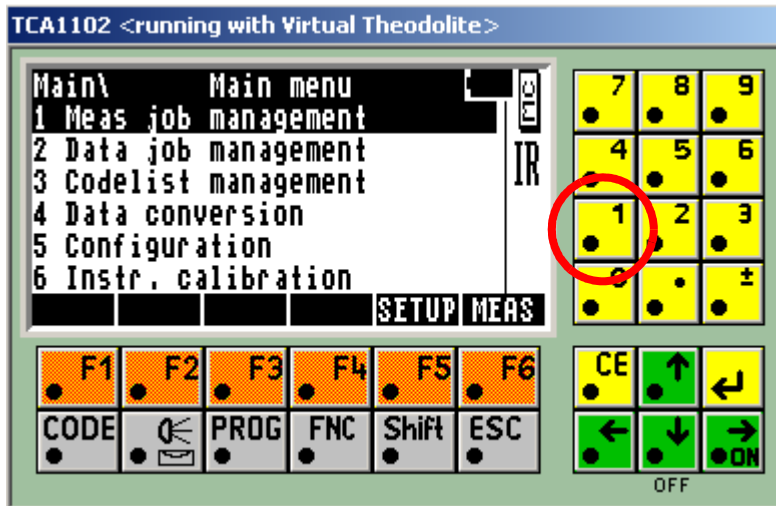 TCA1102 <running with Virtual Theodolite>
Main\ Main menu
1 Meas job management
2 Data job management
3 Codelist management
4 Data conversion
5 Configuration
6 Instr. calibration
SETUP MEAS
MC
IR
7 8 9
4 5 6
1 2 3
0 . ±
F1 F2 F3 F4 F5 F6
CODE PROG FNC Shift ESC
CE
ON
OFF